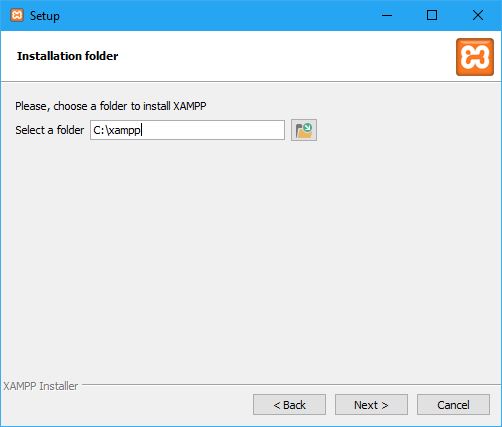 Setup
Installation folder
Please, choose a folder to install XAMPP
Select a folder C:\xampp
XAMPP Installer
< Back Next > Cancel